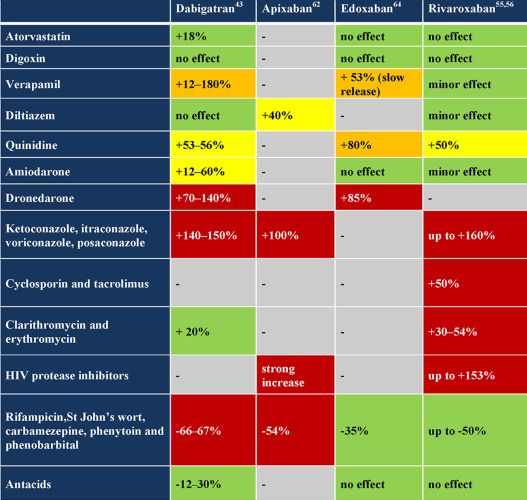 Dabigatran43 Apixaban62 Edoxaban64 Rivaroxaban55,56
Atorvastatin +18% - no effect no effect
Digoxin no effect - no effect no effect
Verapamil +12–180% - + 53% (slow release) minor effect
Diltiazem no effect +40% - minor effect
Quinidine +53–56% - +80% +50%
Amiodarone +12–60% - no effect minor effect
Dronedarone +70–140% - +85% -
Ketoconazole, itraconazole,
voriconazole, posaconazole +140–150% +100% - up to +160%
Cyclosporin and tacrolimus - - - +50%
Clarithromycin and
erythromycin + 20% - - +30–54%
HIV protease inhibitors - strong increase - up to +153%
Rifampicin,St John’s wort,
carbamezepine, phenytoin and
phenobarbital -66–67% -54% -35% up to -50%
Antacids -12–30% - no effect no effect